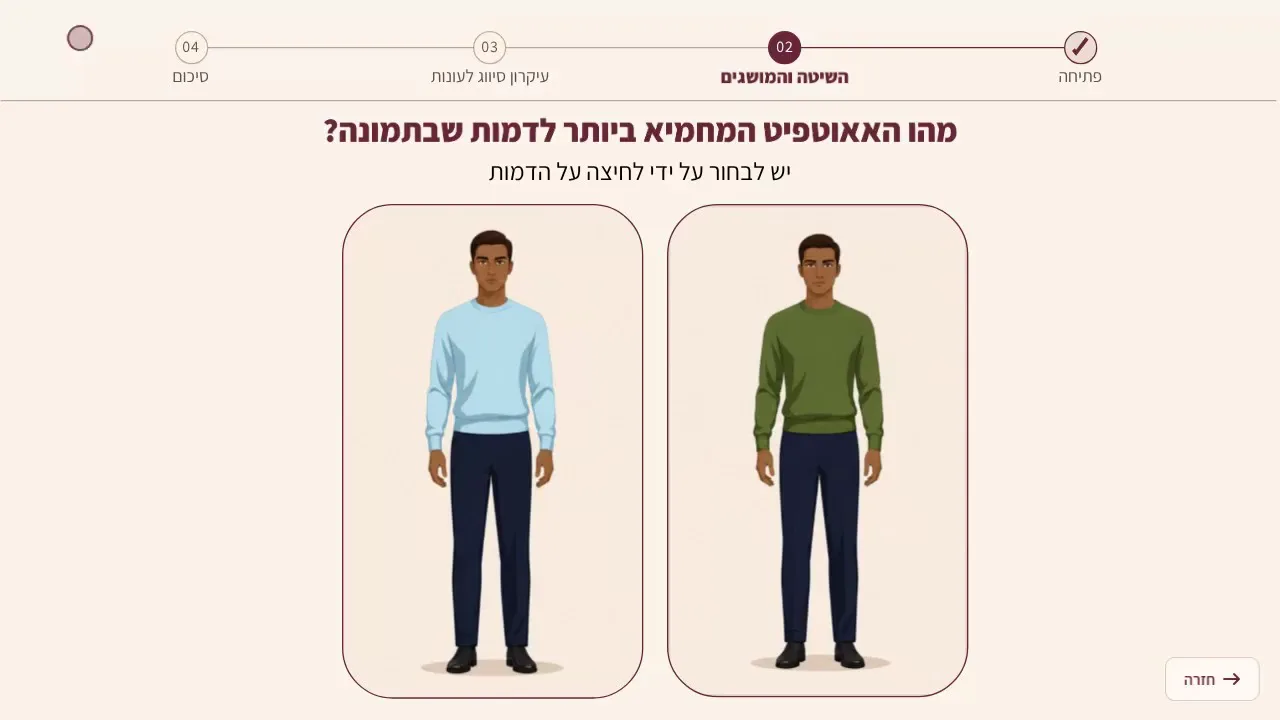 01 פתיחה
02 השיטה והמושגים
03 עיקרון סיווג לעונות
04 סיכום
מהו האאוטפיט המחמיא ביותר לדמות שבתמונה?
יש לבחור על ידי לחיצה על הדמות
חזרה